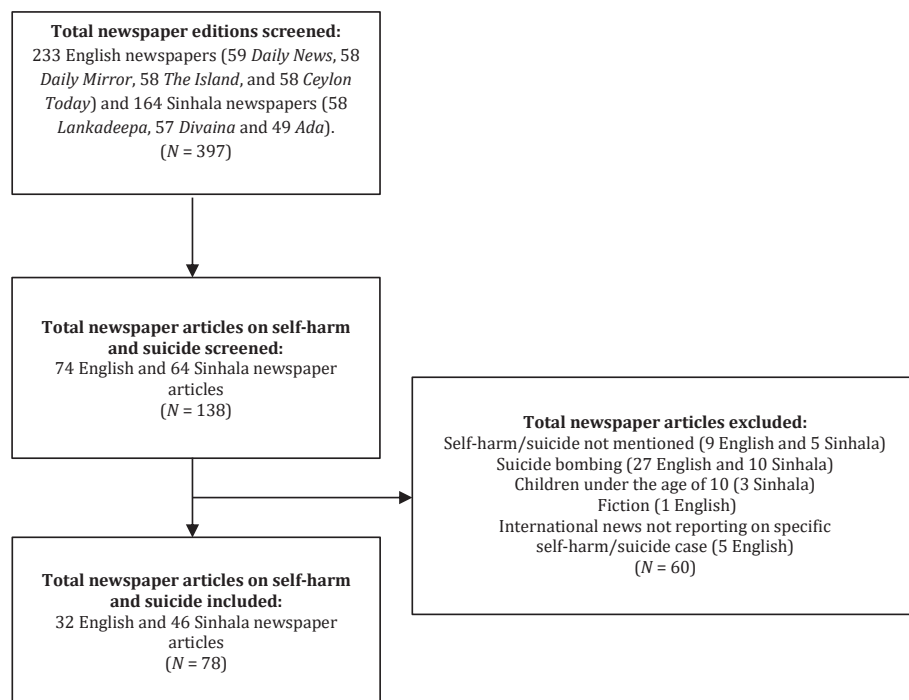 Total newspaper editions screened:
233 English newspapers (59 Daily News, 58
Daily Mirror, 58 The Island, and 58 Ceylon
Today) and 164 Sinhala newspapers (58
Lankadeepa, 57 Divaina and 49 Ada).
(N = 397)
Total newspaper articles on self-harm
and suicide screened:
74 English and 64 Sinhala newspaper
articles
(N = 138)
Total newspaper articles excluded:
Self-harm/suicide not mentioned (9 English and 5 Sinhala)
Suicide bombing (27 English and 10 Sinhala)
Children under the age of 10 (3 Sinhala)
Fiction (1 English)
International news not reporting on specific
self-harm/suicide case (5 English)
(N = 60)
Total newspaper articles on self-harm
and suicide included:
32 English and 46 Sinhala newspaper
articles
(N = 78)